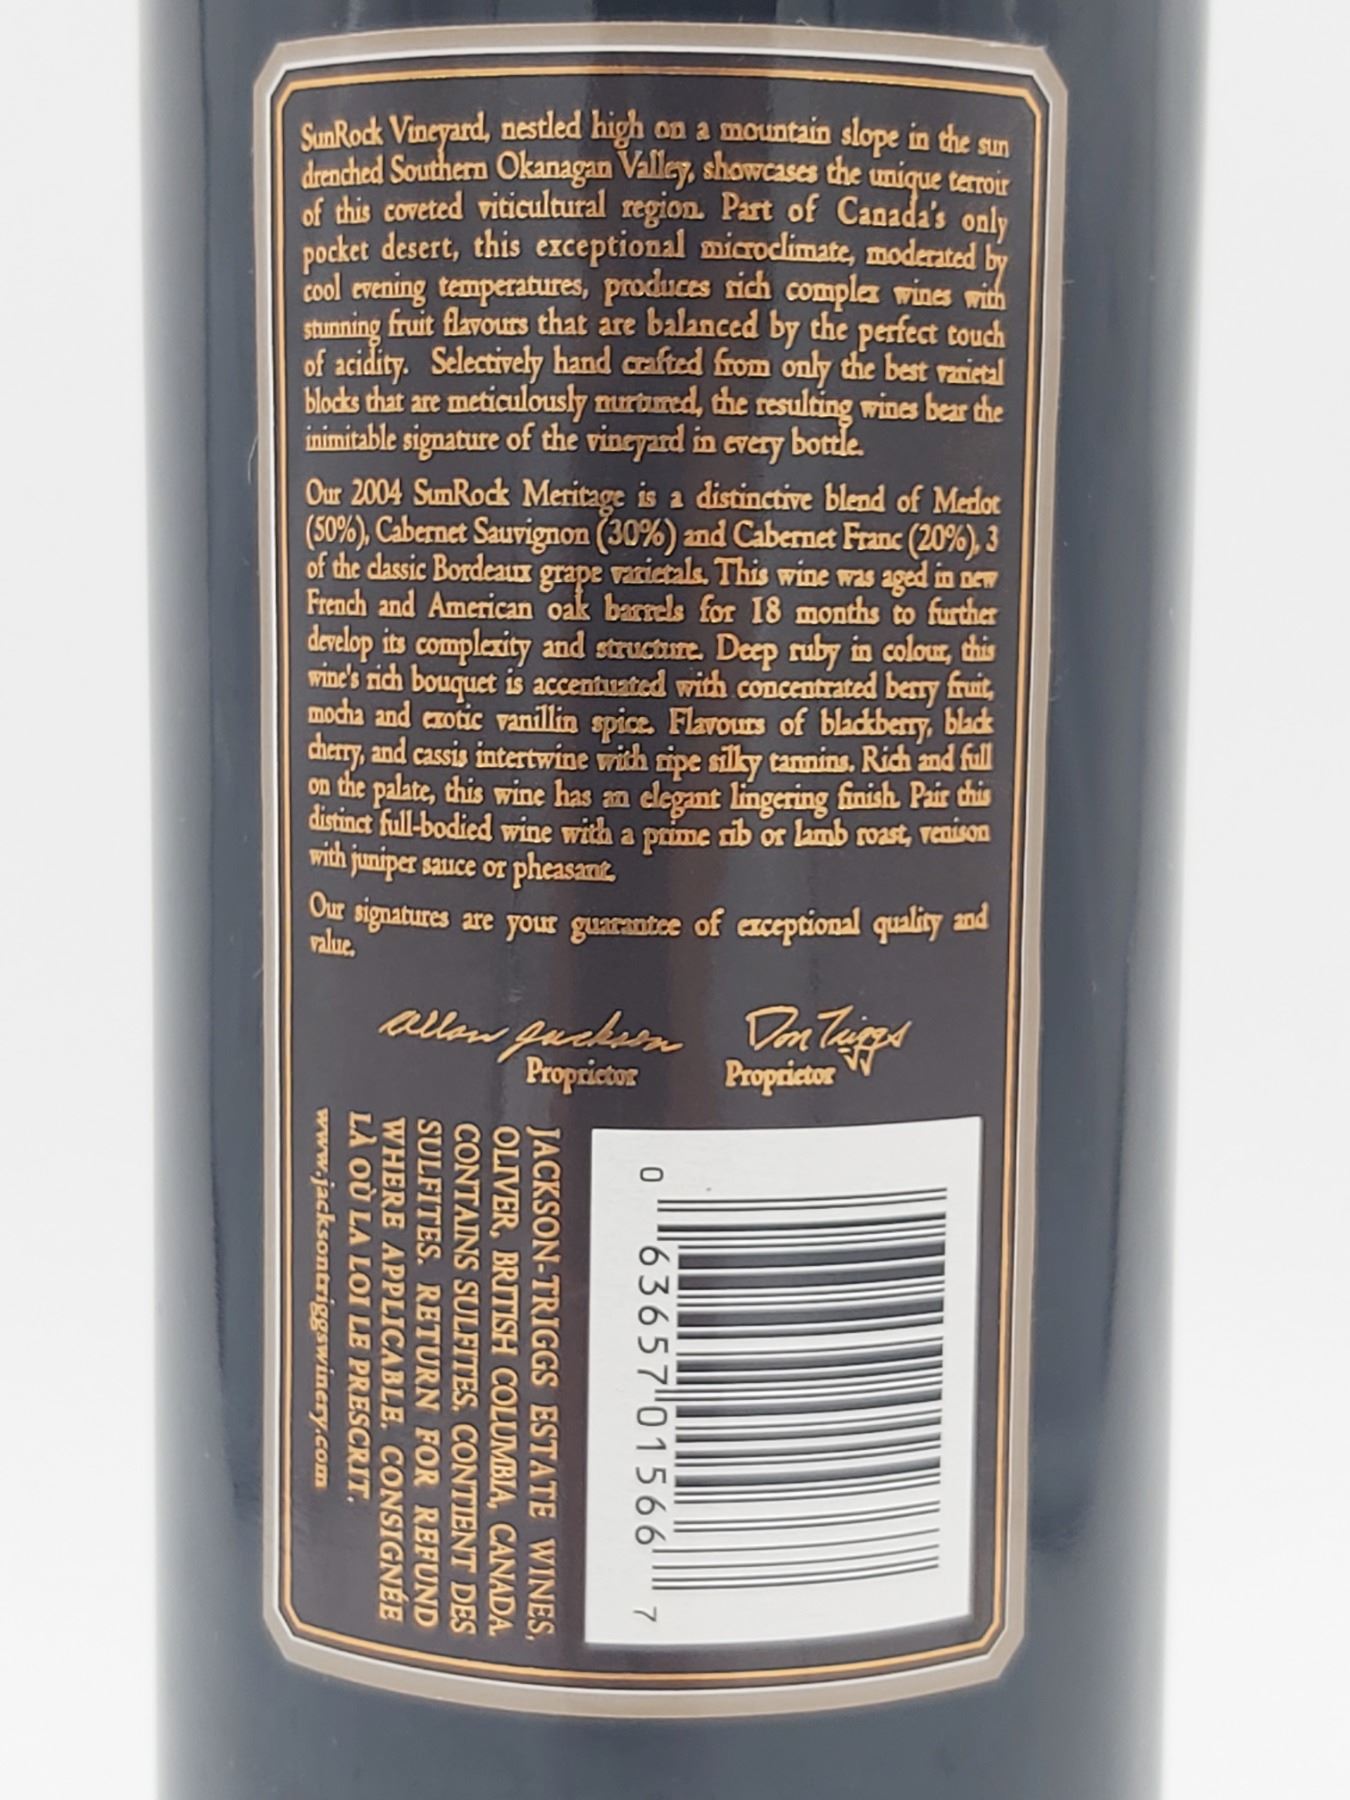 SunRock Vineyard, nestled high on a mountain slope in the sun
drenched Southern Okanagan Valley, showcases the unique terroir
of this coveted viticultural region. Part of Canada's only
pocket desert, this exceptional microclimate, moderated by
cool evening temperatures, produces rich complex wines with
stunning fruit flavours that are balanced by the perfect touch
of acidity. Selectively hand crafted from only the best varietal
blocks that are meticulously nurtured, the resulting wines bear the
inimitable signature of the vineyard in every bottle.
Our 2004 SunRock Meritage is a distinctive blend of Merlot
(50%), Cabernet Sauvignon (30%) and Cabernet Franc (20%), 3
of the classic Bordeaux grape varietals. This wine was aged in new
French and American oak barrels for 18 months to further
develop its complexity and structure. Deep ruby in colour, this
wine's rich bouquet is accentuated with concentrated berry fruit,
mocha and exotic vanillin spice. Flavours of blackberry, black
cherry, and cassis intertwine with ripe silky tannins. Rich and full
on the palate, this wine has an elegant lingering finish. Pair this
distinct full-bodied wine with a prime rib or lamb roast, venison
with juniper sauce or pheasant.
Our signatures are your guarantee of exceptional quality and
value.
Allan Jackson Don Triggs
Proprietor Proprietor
JACKSON-TRIGGS ESTATE WINES,
OLIVER, BRITISH COLUMBIA, CANADA.
CONTAINS SULFITES. CONTIENT DES
SULFITES. RETURN FOR REFUND
WHERE APPLICABLE. CONSIGNÉE
LÀ OÙ LA LOI LE PRESCRIT.
www.jacksontriggswinery.com
0 63657 01566 7